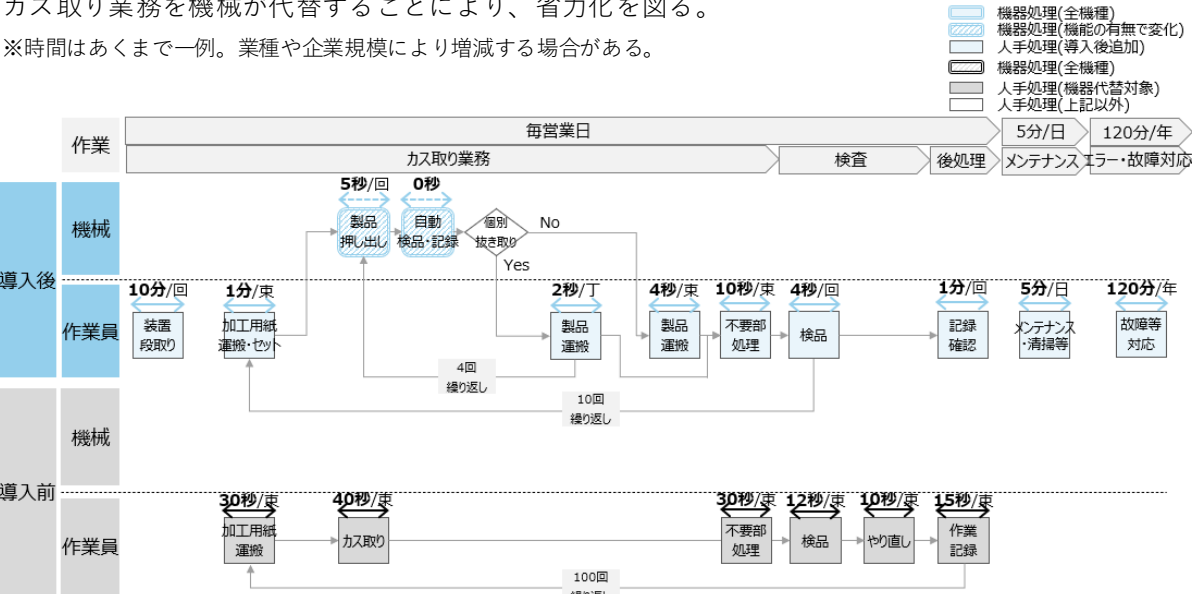 カス取り業務を機械が代替することにより、省力化を図る。
※時間はあくまで一例。業種や企業規模により増減する場合がある。
機器処理(全機種)
機器処理(機能の有無で変化)
人手処理(導入後追加)
機器処理(全機種)
人手処理(機器代替対象)
人手処理(上記以外)
作業
毎営業日
5分/日
120分/年
カス取り業務
検査
後処理
メンテナンス
エラー・故障対応
導入後
機械
5秒/回
0秒
製品
押し出し
自動
検品・記録
個別
抜き取り
No
Yes
作業員
10分/回
1分/束
2秒/丁
4秒/束
10秒/束
4秒/回
1分/回
5分/日
120分/年
装置
段取り
加工用紙
運搬・セット
製品
運搬
製品
運搬
不要部
処理
検品
記録
確認
メンテナンス
・清掃等
故障等
対応
4回
繰り返し
10回
繰り返し
導入前
機械
作業員
30秒/束
40秒/束
30秒/束
12秒/束
10秒/束
15秒/束
加工用紙
運搬
カス取り
不要部
処理
検品
やり直し
作業
記録
100回
繰り返し